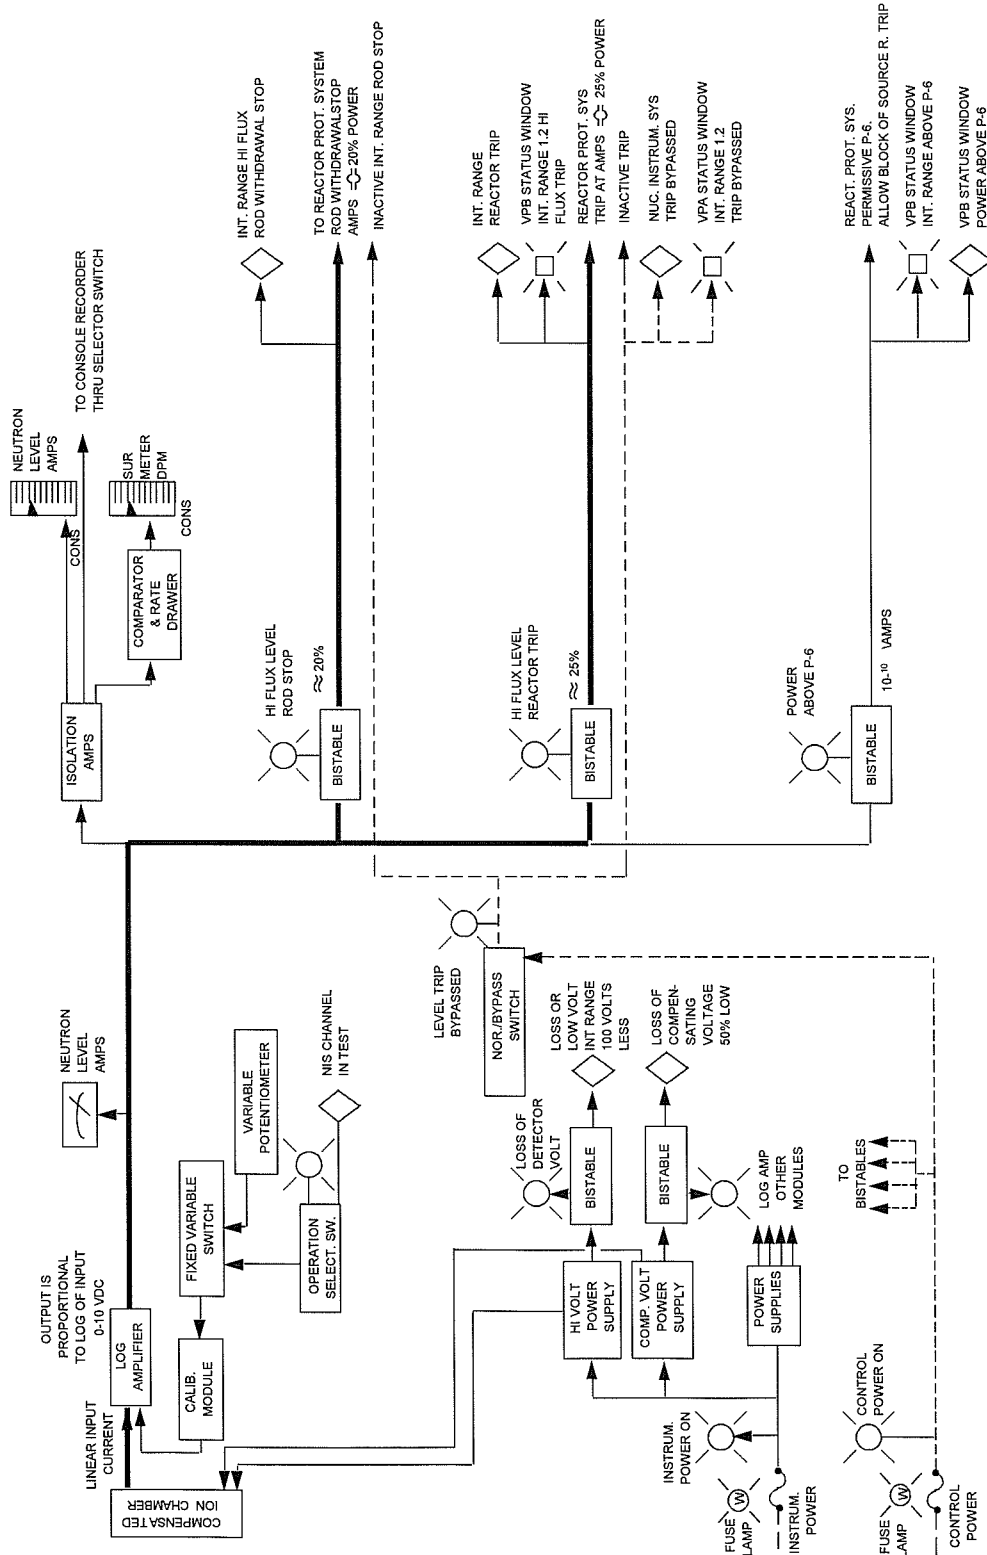 COMPENSATED
ION CHAMBER
LINEAR INPUT
CURRENT
OUTPUT IS
PROPORTIONAL
TO LOG OF INPUT
0-10 VDC
LOG
AMPLIFIER
CALIB.
MODULE
FIXED VARIABLE
SWITCH
VARIABLE
POTENTIOMETER
OPERATION
SELECT. SW.
NIS CHANNEL
IN TEST
NEUTRON
LEVEL
AMPS
ISOLATION
AMPS
NEUTRON
LEVEL
AMPS
CONS
TO CONSOLE RECORDER
THRU SELECTOR SWITCH
COMPARATOR
& RATE
DRAWER
SUR
METER
DPM
CONS
HI FLUX LEVEL
ROD STOP
BISTABLE
≈ 20%
INT. RANGE HI FLUX
ROD WITHDRAWAL STOP
TO REACTOR PROT. SYSTEM
ROD WITHDRAWALSTOP
AMPS ≎ 20% POWER
INACTIVE INT. RANGE ROD STOP
HI FLUX LEVEL
REACTOR TRIP
BISTABLE
≈ 25%
INT. RANGE
REACTOR TRIP
VPB STATUS WINDOW
INT. RANGE 1.2 HI
FLUX TRIP
REACTOR PROT. SYS
TRIP AT AMPS ≎ 25% POWER
INACTIVE TRIP
NUC. INSTRUM. SYS
TRIP BYPASSED
VPA STATUS WINDOW
INT. RANGE 1.2
TRIP BYPASSED
POWER
ABOVE P-6
BISTABLE
10-¹⁰ VAMPS
REACT. PROT. SYS.
PERMISSIVE P-6.
ALLOW BLOCK OF SOURCE R. TRIP
VPB STATUS WINDOW
INT. RANGE ABOVE P-6
VPB STATUS WINDOW
POWER ABOVE P-6
LEVEL TRIP
BYPASSED
NOR./BYPASS
SWITCH
HI VOLT
POWER
SUPPLY
BISTABLE
LOSS OF
DETECTOR
VOLT
LOSS OR
LOW VOLT
INT RANGE
100 VOLTS
LESS
COMP. VOLT
POWER
SUPPLY
BISTABLE
LOSS OF
COMPEN-
SATING
VOLTAGE
50% LOW
POWER
SUPPLIES
LOG AMP
OTHER
MODULES
INSTRUM.
POWER ON
FUSE
LAMP
W
INSTRUM.
POWER
TO
BISTABLES
CONTROL
POWER ON
FUSE
LAMP
W
CONTROL
POWER